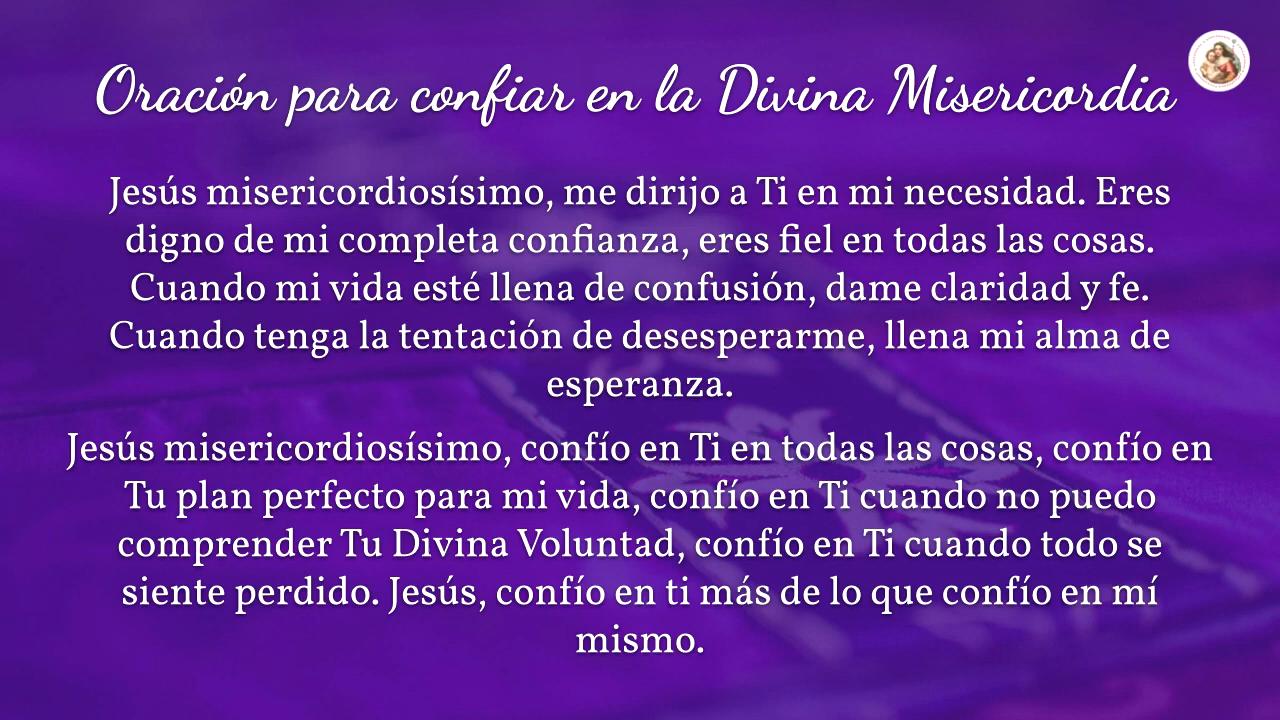 Oración para confiar en la Divina Misericordia
Jesús misericordiosísimo, me dirijo a Ti en mi necesidad. Eres
digno de mi completa confianza, eres fiel en todas las cosas.
Cuando mi vida esté llena de confusión, dame claridad y fe.
Cuando tenga la tentación de desesperarme, llena mi alma de
esperanza.
Jesús misericordiosísimo, confío en Ti en todas las cosas, confío en
Tu plan perfecto para mi vida, confío en Ti cuando no puedo
comprender Tu Divina Voluntad, confío en Ti cuando todo se
siente perdido. Jesús, confío en ti más de lo que confío en mí
mismo.